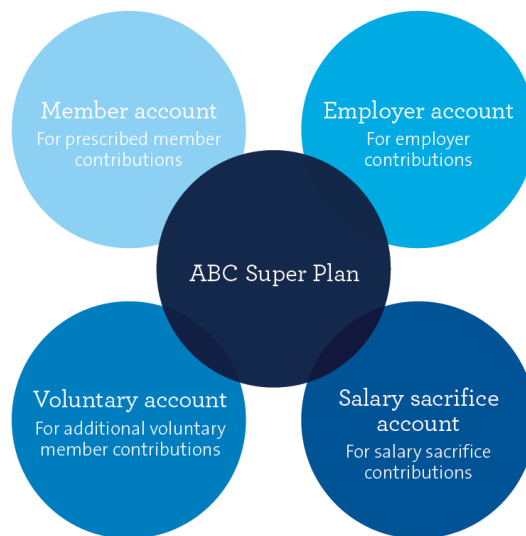 Member account
For prescribed member
contributions
Employer account
For employer
contributions
ABC Super Plan
Voluntary account
For additional voluntary
member contributions
Salary sacrifice
account
For salary sacrifice
contributions